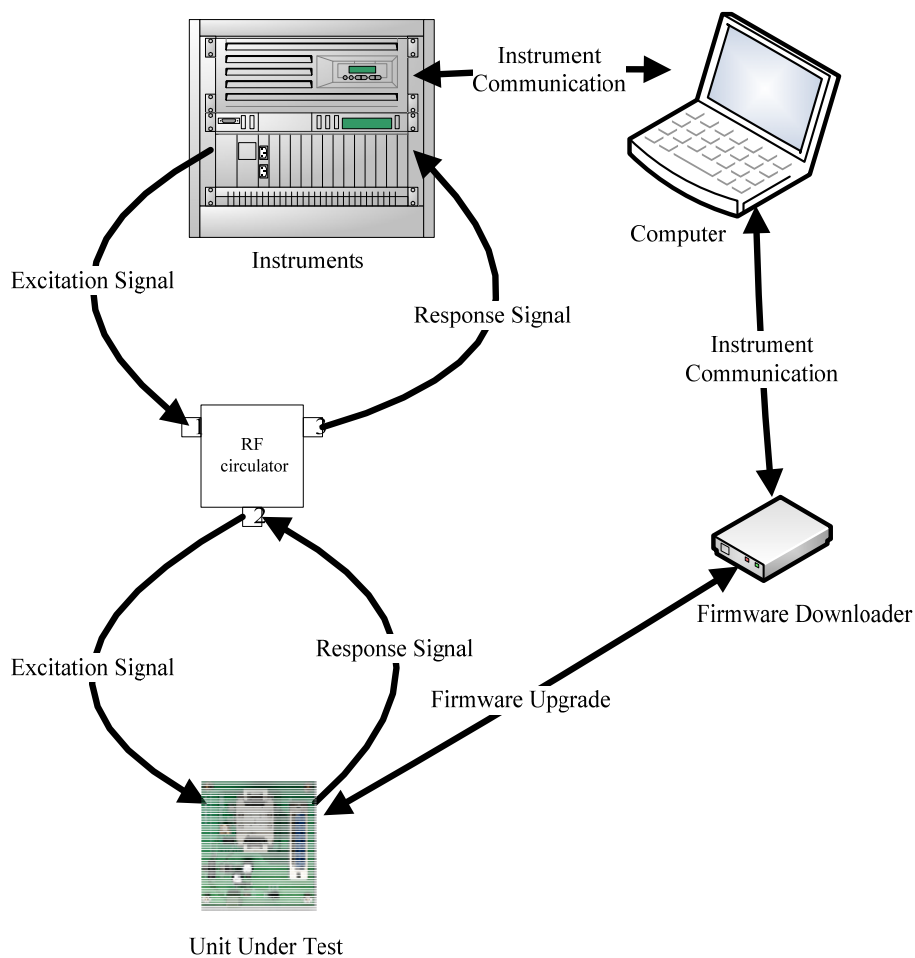 Instrument
Communication
Computer
Instruments
Excitation Signal
Response Signal
Instrument
Communication
1
RF
circulator
3
2
Firmware Downloader
Excitation Signal
Response Signal
Firmware Upgrade
Unit Under Test